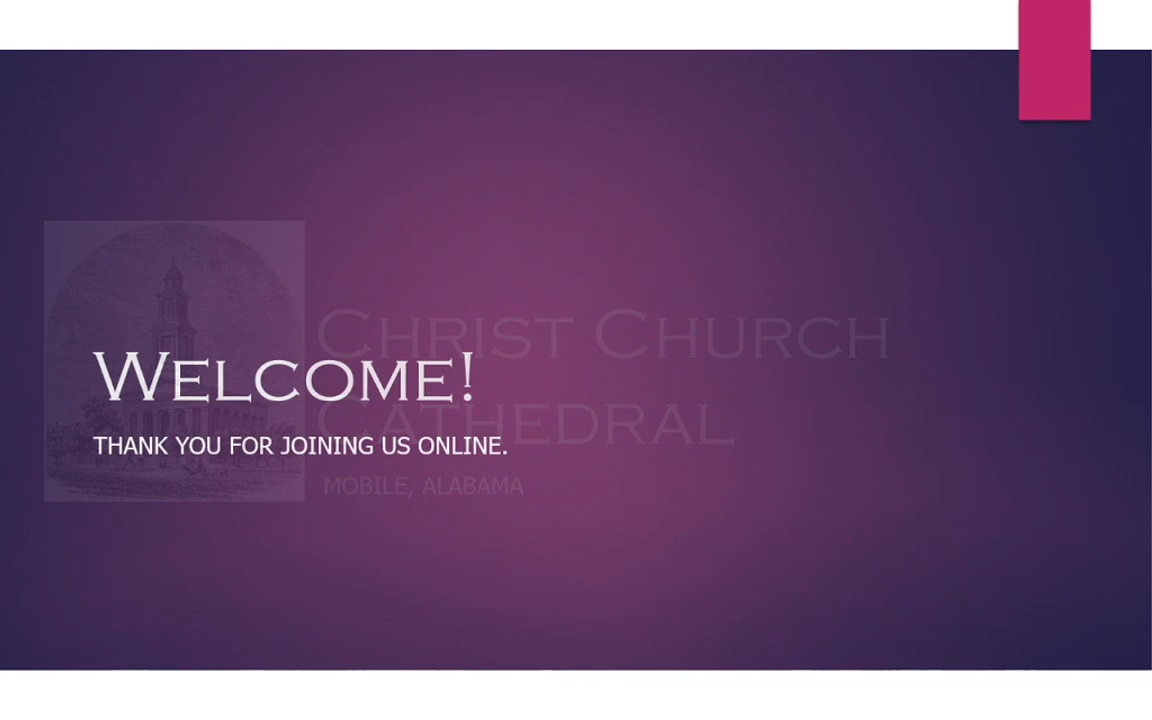 Christ Church
Cathedral
MOBILE, ALABAMA
Welcome!
THANK YOU FOR JOINING US ONLINE.